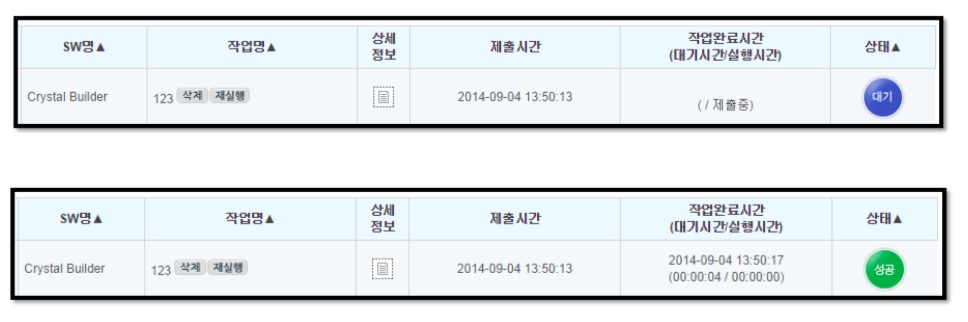 SW명▲ 작업명▲ 상세 정보 제출시간 작업완료시간 (대기시간/실행시간) 상태▲
Crystal Builder 123 삭제 재실행 2014-09-04 13:50:13 ( / 제출중) 대기
SW명▲ 작업명▲ 상세 정보 제출시간 작업완료시간 (대기시간/실행시간) 상태▲
Crystal Builder 123 삭제 재실행 2014-09-04 13:50:13 2014-09-04 13:50:17 (00:00:04 / 00:00:00) 성공